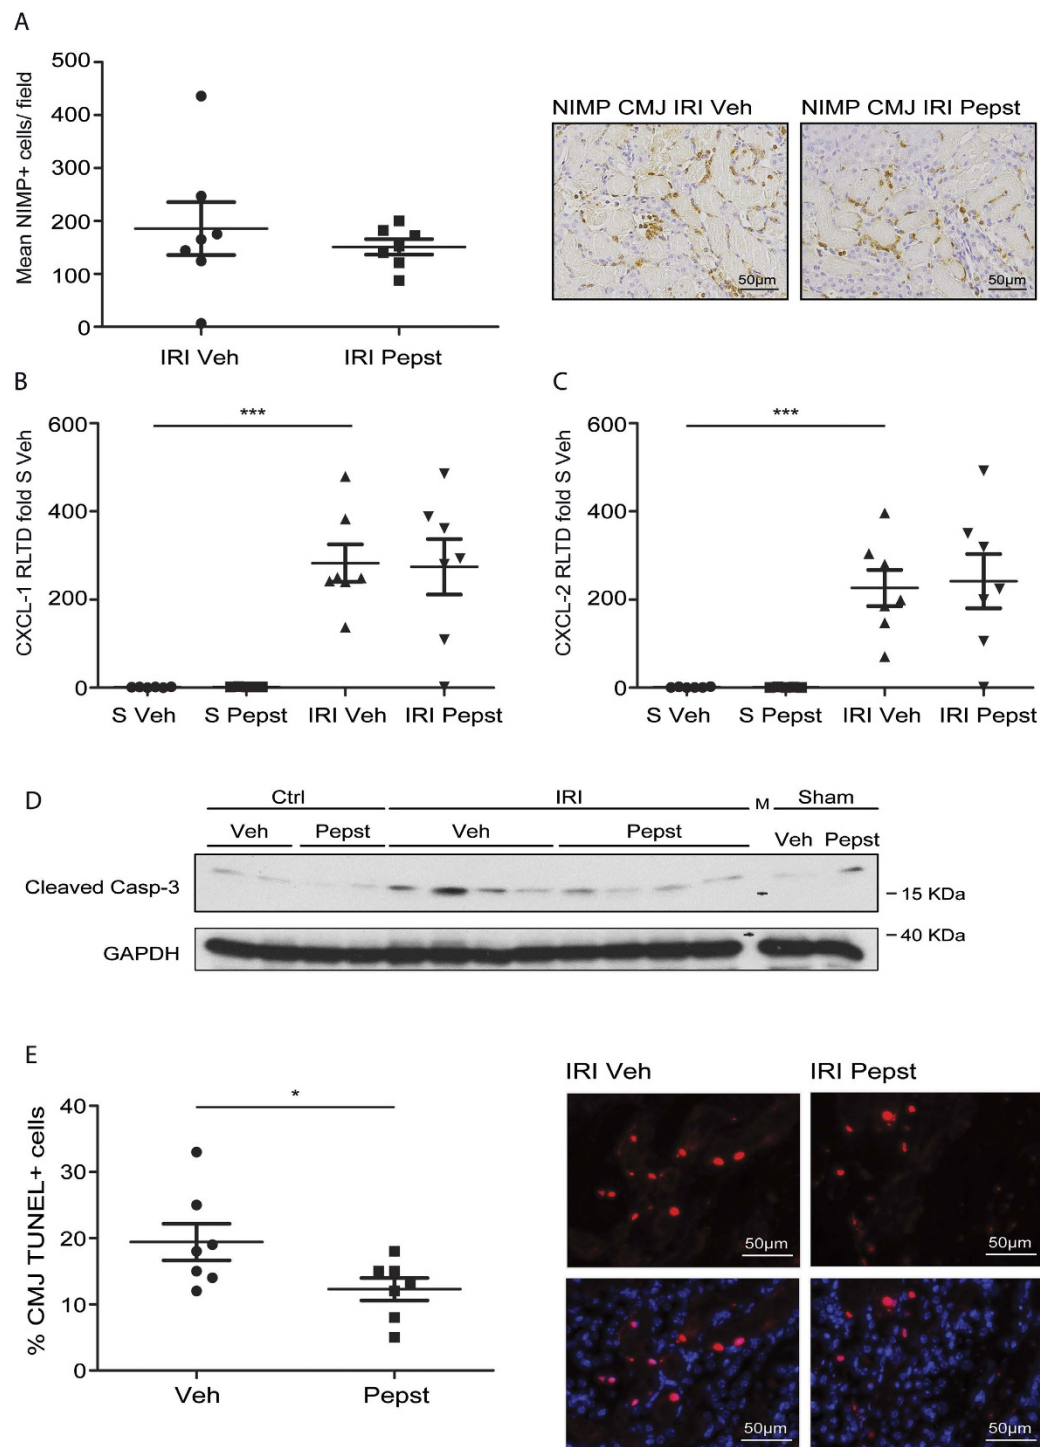 A
Mean NIMP+ cells/ field
500
400
300
200
100
0
IRI Veh
IRI Pepst
NIMP CMJ IRI Veh
NIMP CMJ IRI Pepst
50µm
50µm
B
CXCL-1 RLTD fold S Veh
600
400
200
0
***
S Veh
S Pepst
IRI Veh
IRI Pepst
C
CXCL-2 RLTD fold S Veh
600
400
200
0
***
S Veh
S Pepst
IRI Veh
IRI Pepst
D
Ctrl
IRI
M
Sham
Veh
Pepst
Veh
Pepst
Veh
Pepst
Cleaved Casp-3
15 KDa
40 KDa
GAPDH
E
% CMJ TUNEL+ cells
40
30
20
10
0
*
Veh
Pepst
IRI Veh
IRI Pepst
50µm
50µm
50µm
50µm